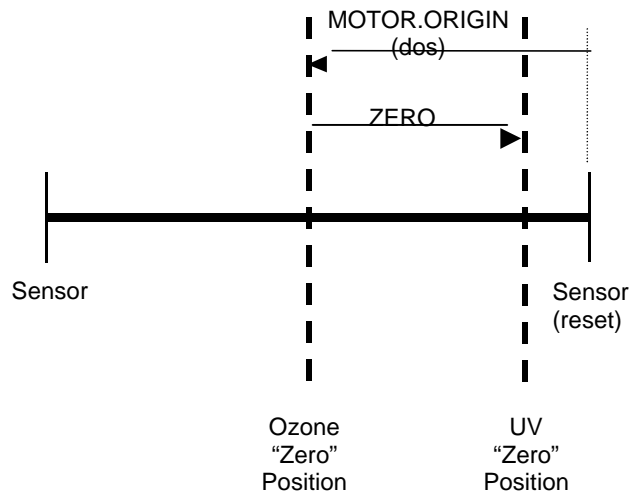 MOTOR.ORIGIN
(dos)
ZERO
Sensor
Sensor
(reset)
Ozone
“Zero”
Position
UV
“Zero”
Position